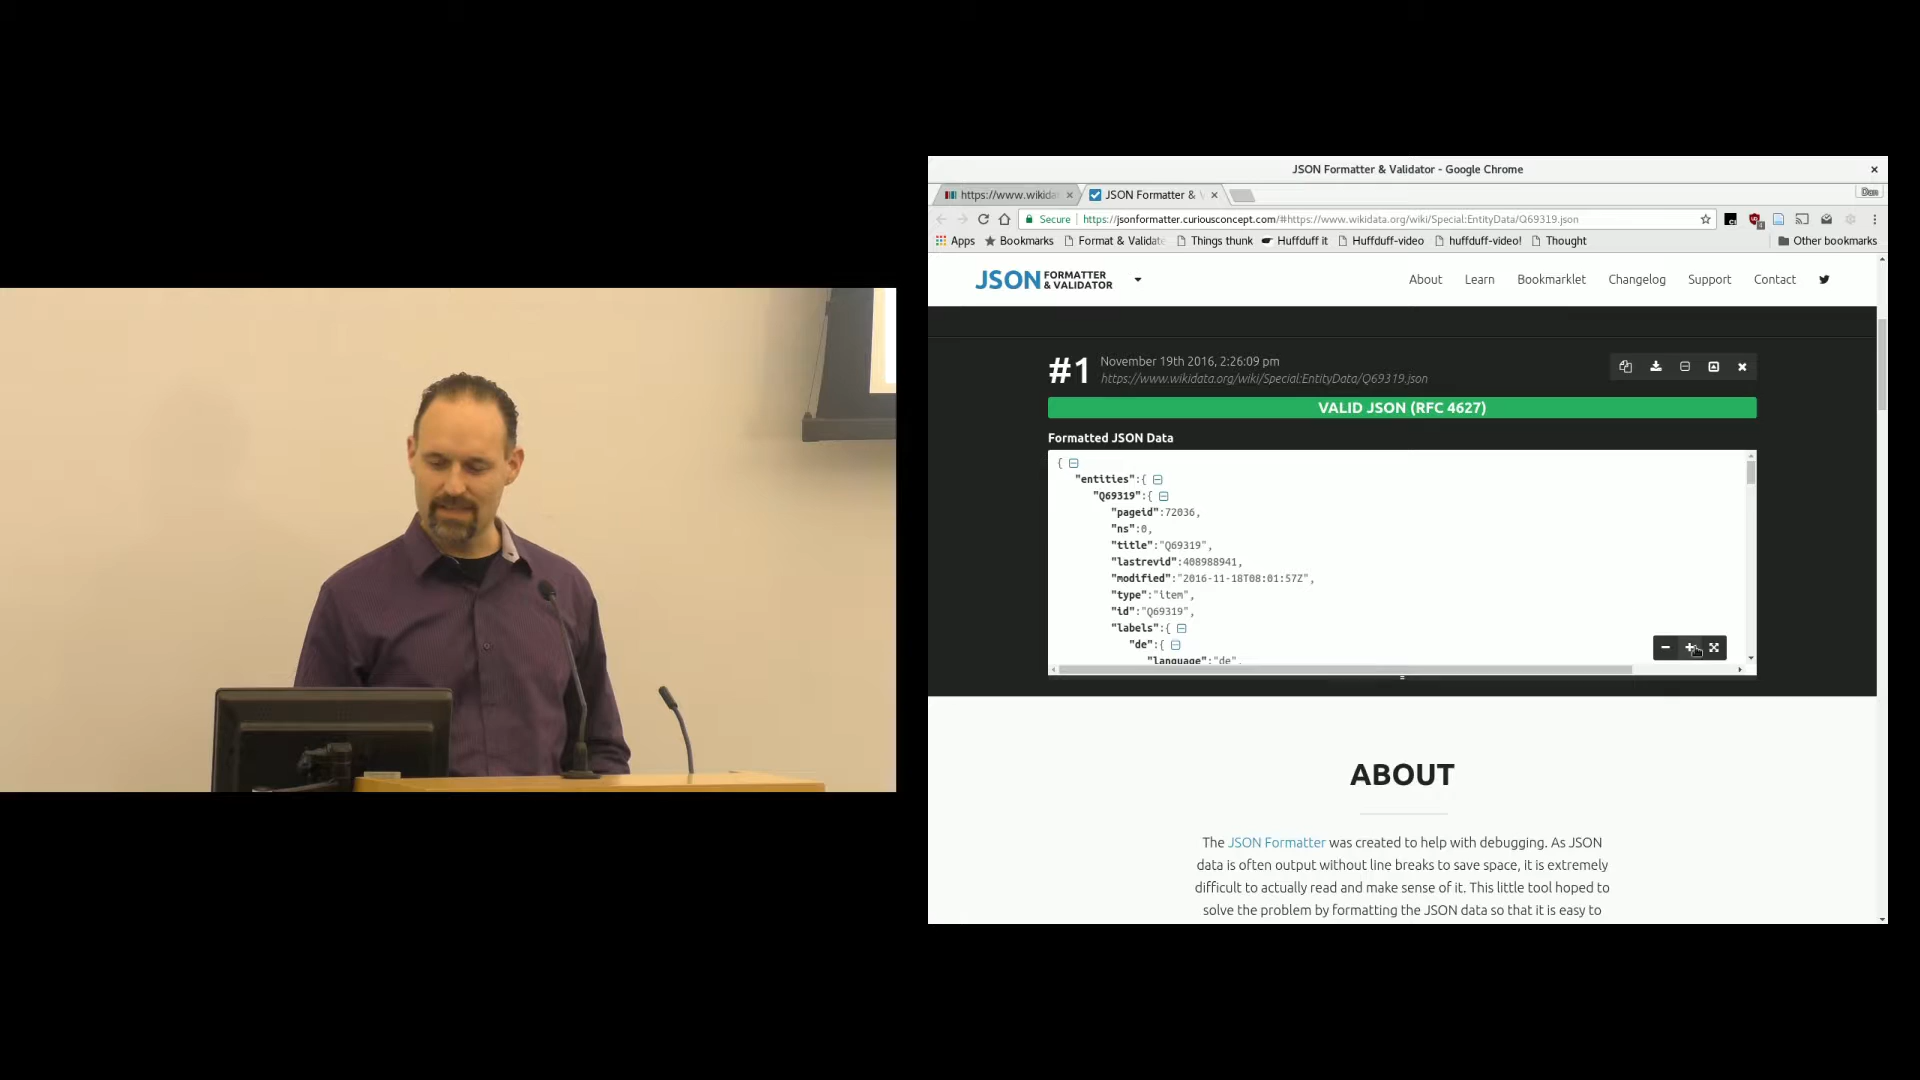 JSON Formatter & Validator - Google Chrome
https://www.wikida
JSON Formatter &
Dan
Secure
https://jsonformatter.curiousconcept.com/#https://www.wikidata.org/wiki/Special:EntityData/Q69319.json
Apps Bookmarks Format & Validate Things thunk Huffduff it Huffduff-video huffduff-video! Thought Other bookmarks
JSON FORMATTER & VALIDATOR
About Learn Bookmarklet Changelog Support Contact
#1
November 19th 2016, 2:26:09 pm
https://www.wikidata.org/wiki/Special:EntityData/Q69319.json
VALID JSON (RFC 4627)
Formatted JSON Data
{
"entities":{
"Q69319":{
"pageid":72036,
"ns":0,
"title":"Q69319",
"lastrevid":408988941,
"modified":"2016-11-18T08:01:57Z",
"type":"item",
"id":"Q69319",
"labels":{
"de":{
"language":"de",
ABOUT
The JSON Formatter was created to help with debugging. As JSON
data is often output without line breaks to save space, it is extremely
difficult to actually read and make sense of it. This little tool hoped to
solve the problem by formatting the JSON data so that it is easy to